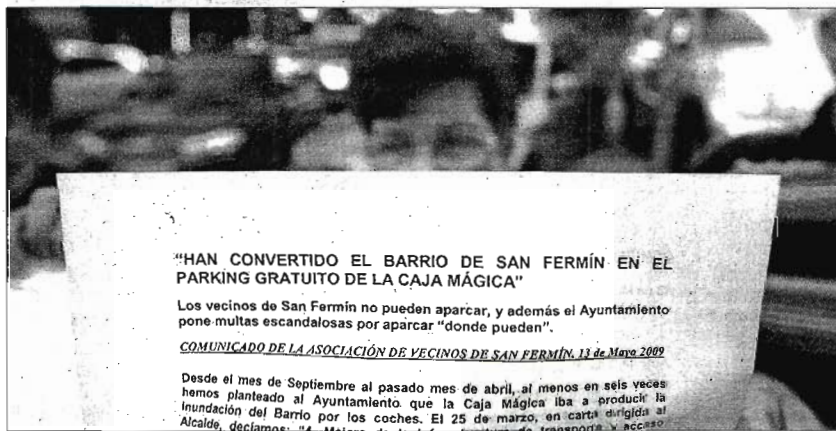 "HAN CONVERTIDO EL BARRIO DE SAN FERMÍN EN EL
PARKING GRATUITO DE LA CAJA MÁGICA"
Los vecinos de San Fermín no pueden aparcar, y además el Ayuntamiento
pone multas escandalosas por aparcar "donde pueden".
COMUNICADO DE LA ASOCIACIÓN DE VECINOS DE SAN FERMÍN. 13 de Mayo 2009
Desde el mes de Septiembre al pasado mes de abril, al menos en seis veces
hemos planteado al Ayuntamiento que la Caja Mágica iba a producir la
inundación del Barrio por los coches. El 25 de marzo, en carta dirigida al
Alcalde, decíamos: de transporte y acceso